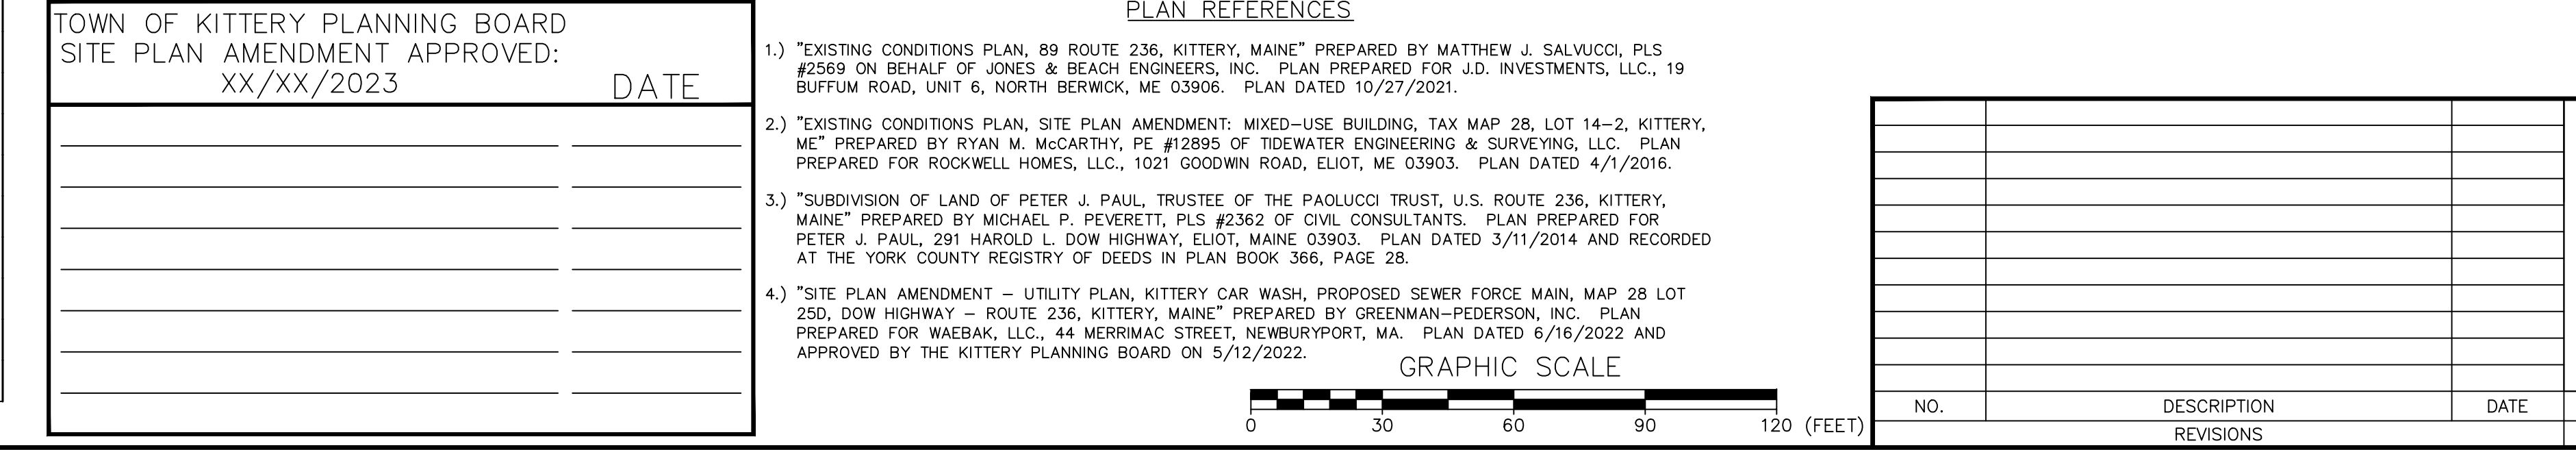 TOWN OF KITTERY PLANNING BOARD
SITE PLAN AMENDMENT APPROVED:
XX/XX/2023 DATE
PLAN REFERENCES
1.) "EXISTING CONDITIONS PLAN, 89 ROUTE 236, KITTERY, MAINE" PREPARED BY MATTHEW J. SALVUCCI, PLS
#2569 ON BEHALF OF JONES & BEACH ENGINEERS, INC. PLAN PREPARED FOR J.D. INVESTMENTS, LLC., 19
BUFFUM ROAD, UNIT 6, NORTH BERWICK, ME 03906. PLAN DATED 10/27/2021.
2.) "EXISTING CONDITIONS PLAN, SITE PLAN AMENDMENT: MIXED-USE BUILDING, TAX MAP 28, LOT 14-2, KITTERY,
ME" PREPARED BY RYAN M. McCARTHY, PE #12895 OF TIDEWATER ENGINEERING & SURVEYING, LLC. PLAN
PREPARED FOR ROCKWELL HOMES, LLC., 1021 GOODWIN ROAD, ELIOT, ME 03903. PLAN DATED 4/1/2016.
3.) "SUBDIVISION OF LAND OF PETER J. PAUL, TRUSTEE OF THE PAOLUCCI TRUST, U.S. ROUTE 236, KITTERY,
MAINE" PREPARED BY MICHAEL P. PEVERETT, PLS #2362 OF CIVIL CONSULTANTS. PLAN PREPARED FOR
PETER J. PAUL, 291 HAROLD L. DOW HIGHWAY, ELIOT, MAINE 03903. PLAN DATED 3/11/2014 AND RECORDED
AT THE YORK COUNTY REGISTRY OF DEEDS IN PLAN BOOK 366, PAGE 28.
4.) "SITE PLAN AMENDMENT - UTILITY PLAN, KITTERY CAR WASH, PROPOSED SEWER FORCE MAIN, MAP 28 LOT
25D, DOW HIGHWAY - ROUTE 236, KITTERY, MAINE" PREPARED BY GREENMAN-PEDERSON, INC. PLAN
PREPARED FOR WAEBAK, LLC., 44 MERRIMAC STREET, NEWBURYPORT, MA. PLAN DATED 6/16/2022 AND
APPROVED BY THE KITTERY PLANNING BOARD ON 5/12/2022.
GRAPHIC SCALE
0 30 60 90 120 (FEET)
NO. DESCRIPTION DATE
REVISIONS